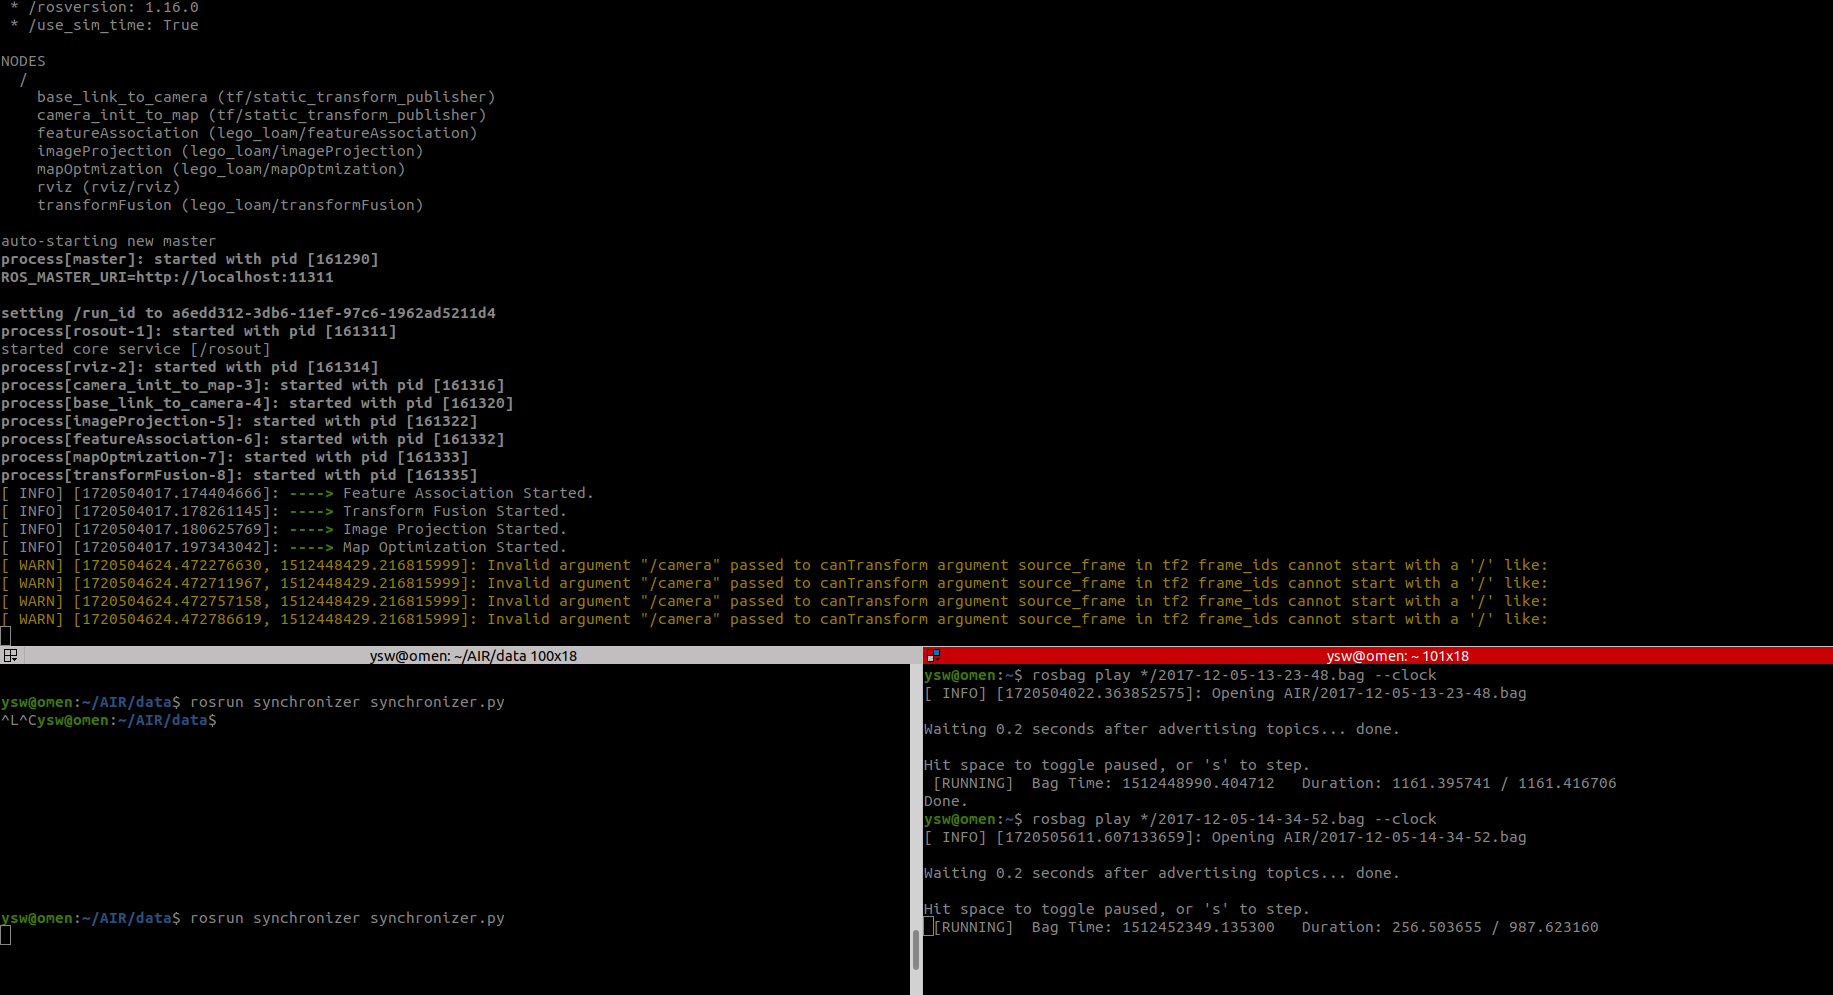 * /rosversion: 1.16.0
* /use_sim_time: True
NODES
/
base_link_to_camera (tf/static_transform_publisher)
camera_init_to_map (tf/static_transform_publisher)
featureAssociation (lego_loam/featureAssociation)
imageProjection (lego_loam/imageProjection)
mapOptmization (lego_loam/mapOptmization)
rviz (rviz/rviz)
transformFusion (lego_loam/transformFusion)
auto-starting new master
process[master]: started with pid [161290]
ROS_MASTER_URI=http://localhost:11311
setting /run_id to a6edd312-3db6-11ef-97c6-1962ad5211d4
process[rosout-1]: started with pid [161311]
started core service [/rosout]
process[rviz-2]: started with pid [161314]
process[camera_init_to_map-3]: started with pid [161316]
process[base_link_to_camera-4]: started with pid [161320]
process[imageProjection-5]: started with pid [161322]
process[featureAssociation-6]: started with pid [161332]
process[mapOptmization-7]: started with pid [161333]
process[transformFusion-8]: started with pid [161335]
[ INFO] [1720504017.174404666]: ----> Feature Association Started.
[ INFO] [1720504017.178261145]: ----> Transform Fusion Started.
[ INFO] [1720504017.180625769]: ----> Image Projection Started.
[ INFO] [1720504017.197343042]: ----> Map Optimization Started.
[ WARN] [1720504624.472276630, 1512448429.216815999]: Invalid argument "/camera" passed to canTransform argument source_frame in tf2 frame_ids cannot start with a '/' like:
[ WARN] [1720504624.472711967, 1512448429.216815999]: Invalid argument "/camera" passed to canTransform argument source_frame in tf2 frame_ids cannot start with a '/' like:
[ WARN] [1720504624.472757158, 1512448429.216815999]: Invalid argument "/camera" passed to canTransform argument source_frame in tf2 frame_ids cannot start with a '/' like:
[ WARN] [1720504624.472786619, 1512448429.216815999]: Invalid argument "/camera" passed to canTransform argument source_frame in tf2 frame_ids cannot start with a '/' like:
ysw@omen: ~/AIR/data 100x18
ysw@omen:~/AIR/data$ rosrun synchronizer synchronizer.py
^L^Cysw@omen:~/AIR/data$
ysw@omen:~/AIR/data$ rosrun synchronizer synchronizer.py
ysw@omen: ~ 101x18
ysw@omen:~$ rosbag play */2017-12-05-13-23-48.bag --clock
[ INFO] [1720504022.363852575]: Opening AIR/2017-12-05-13-23-48.bag
Waiting 0.2 seconds after advertising topics... done.
Hit space to toggle paused, or 's' to step.
[RUNNING]  Bag Time: 1512448990.404712   Duration: 1161.395741 / 1161.416706
Done.
ysw@omen:~$ rosbag play */2017-12-05-14-34-52.bag --clock
[ INFO] [1720505611.607133659]: Opening AIR/2017-12-05-14-34-52.bag
Waiting 0.2 seconds after advertising topics... done.
Hit space to toggle paused, or 's' to step.
[RUNNING]  Bag Time: 1512452349.135300   Duration: 256.503655 / 987.623160